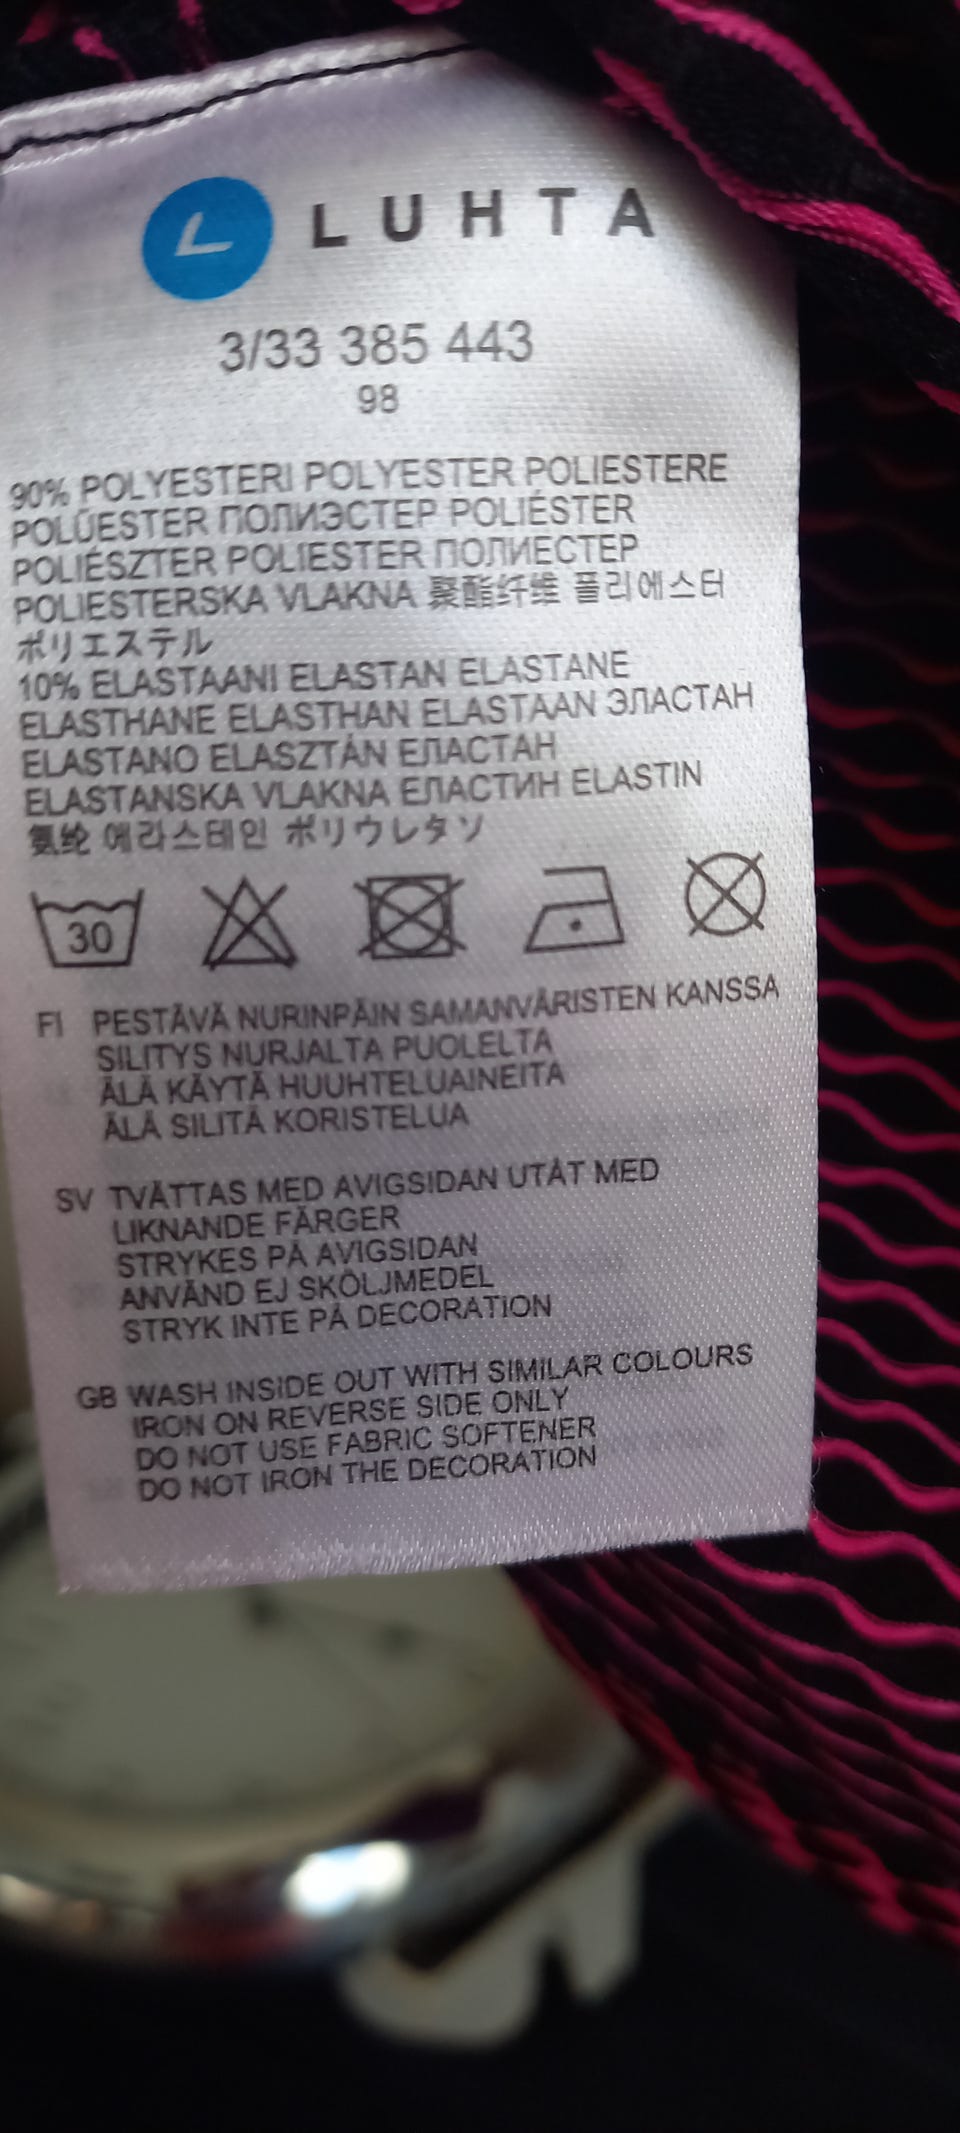 L LUHTA
3/33 385 443
98
90% POLYESTERI POLYESTER POLIESTERE
POLÜESTER ПОЛИЭСТЕР POLIÉSTER
POLIÉSZTER POLIESTER ПОЛИЕСТЕР
POLIESTERSKA VLAKNA 聚酯纤维 폴리에스터
ポリエステル
10% ELASTAANI ELASTAN ELASTANE
ELASTHANE ELASTHAN ELASTAAN ЭЛАСТАН
ELASTANO ELASZTÁN ЕЛАСТАН
ELASTANSKA VLAKNA ЕЛАСТИН ELASTIN
氨纶 에라스테인 ポリウレタソ
30
FI PESTÄVÄ NURINPÄIN SAMANVÄRISTEN KANSSA
SILITYS NURJALTA PUOLELTA
ÄLÄ KÄYTÄ HUUHTELUAINEITA
ÄLÄ SILITÄ KORISTELUA
SV TVÄTTAS MED AVIGSIDAN UTÅT MED
LIKNANDE FÄRGER
STRYKES PÅ AVIGSIDAN
ANVÄND EJ SKÖLJMEDEL
STRYK INTE PÅ DECORATION
GB WASH INSIDE OUT WITH SIMILAR COLOURS
IRON ON REVERSE SIDE ONLY
DO NOT USE FABRIC SOFTENER
DO NOT IRON THE DECORATION